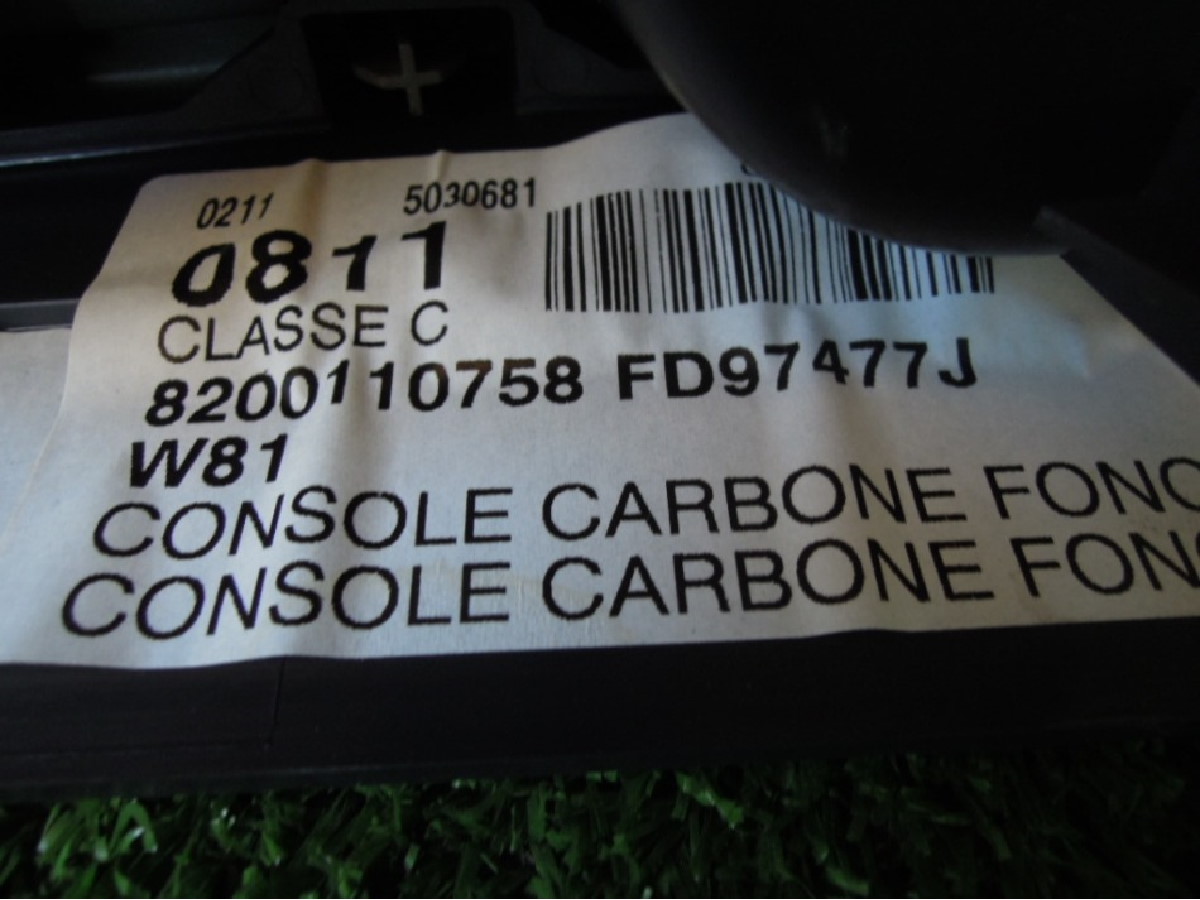 0211 5030681
0811
CLASSE C
8200110758 FD97477J
W81
CONSOLE CARBONE FONC
CONSOLE CARBONE FONC